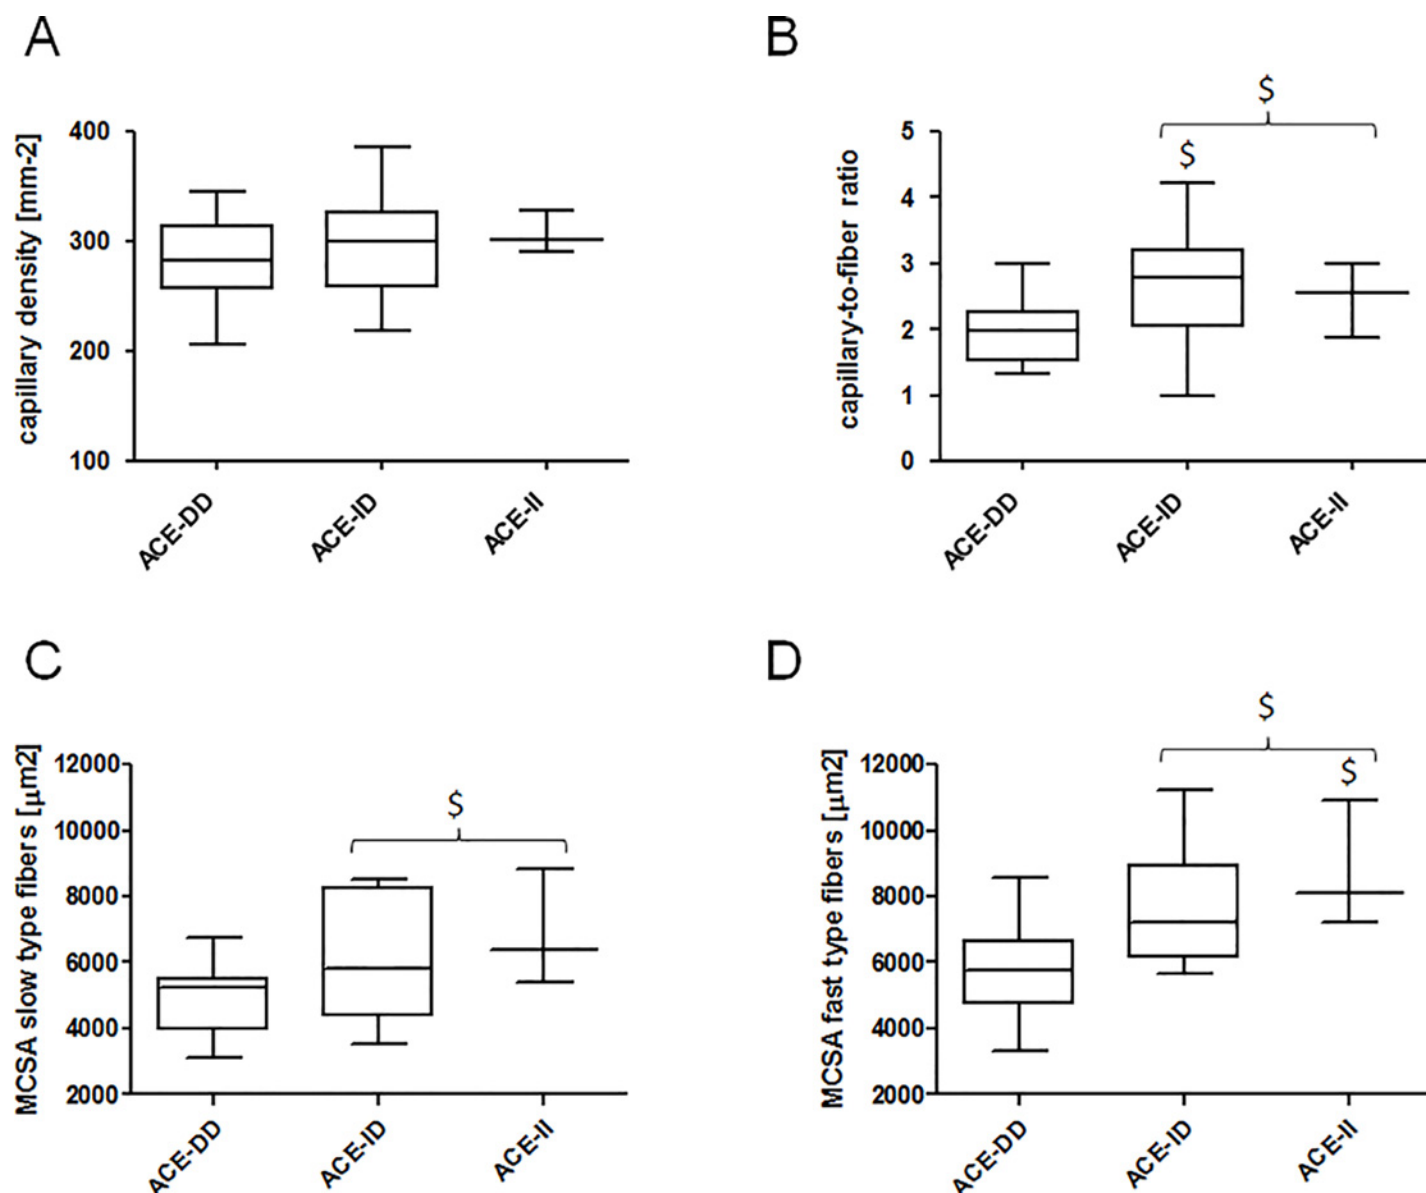 A
capillary density [mm-2]
400
300
200
100
ACE-DD
ACE-ID
ACE-II
B
$
$
capillary-to-fiber ratio
5
4
3
2
1
0
ACE-DD
ACE-ID
ACE-II
C
$
MCSA slow type fibers [μm2]
12000
10000
8000
6000
4000
2000
ACE-DD
ACE-ID
ACE-II
D
$
$
MCSA fast type fibers [μm2]
12000
10000
8000
6000
4000
2000
ACE-DD
ACE-ID
ACE-II